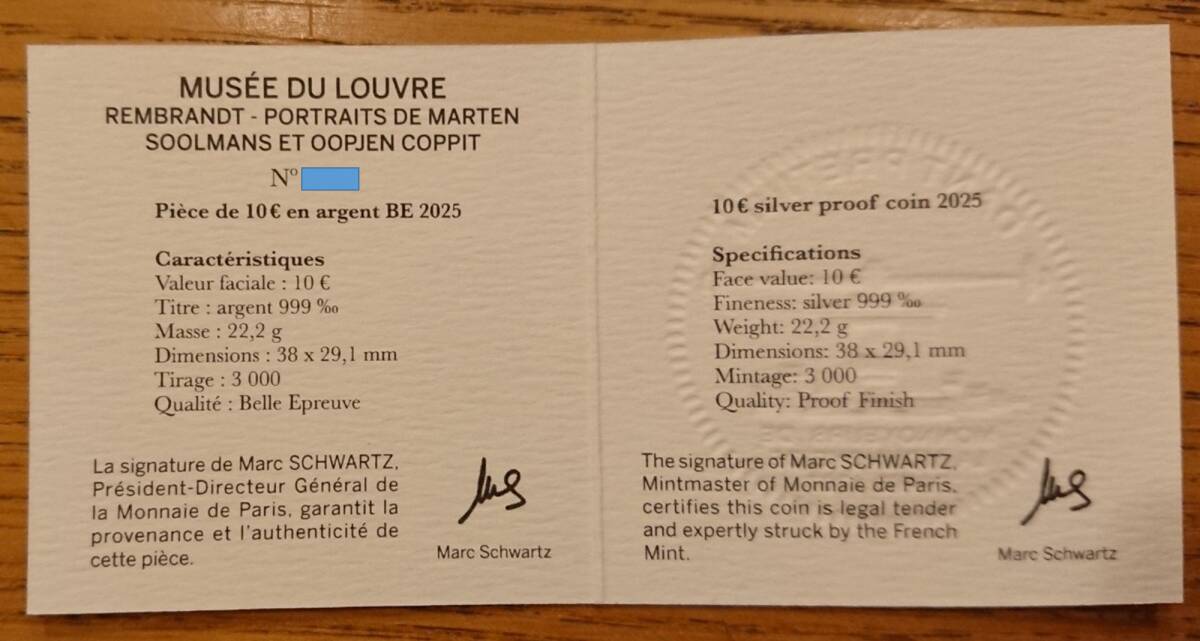 MUSÉE DU LOUVRE
REMBRANDT - PORTRAITS DE MARTEN
SOOLMANS ET OOPJEN COPPIT
Nº
Pièce de 10 € en argent BE 2025
Caractéristiques
Valeur faciale : 10 €
Titre : argent 999 ‰
Masse : 22,2 g
Dimensions : 38 x 29,1 mm
Tirage : 3 000
Qualité : Belle Epreuve
La signature de Marc SCHWARTZ,
Président-Directeur Général de
la Monnaie de Paris, garantit la
provenance et l'authenticité de
cette pièce.
Marc Schwartz
10 € silver proof coin 2025
Specifications
Face value: 10 €
Fineness: silver 999 ‰
Weight: 22,2 g
Dimensions: 38 x 29,1 mm
Mintage: 3 000
Quality: Proof Finish
The signature of Marc SCHWARTZ,
Mintmaster of Monnaie de Paris,
certifies this coin is legal tender
and expertly struck by the French
Mint.
Marc Schwartz